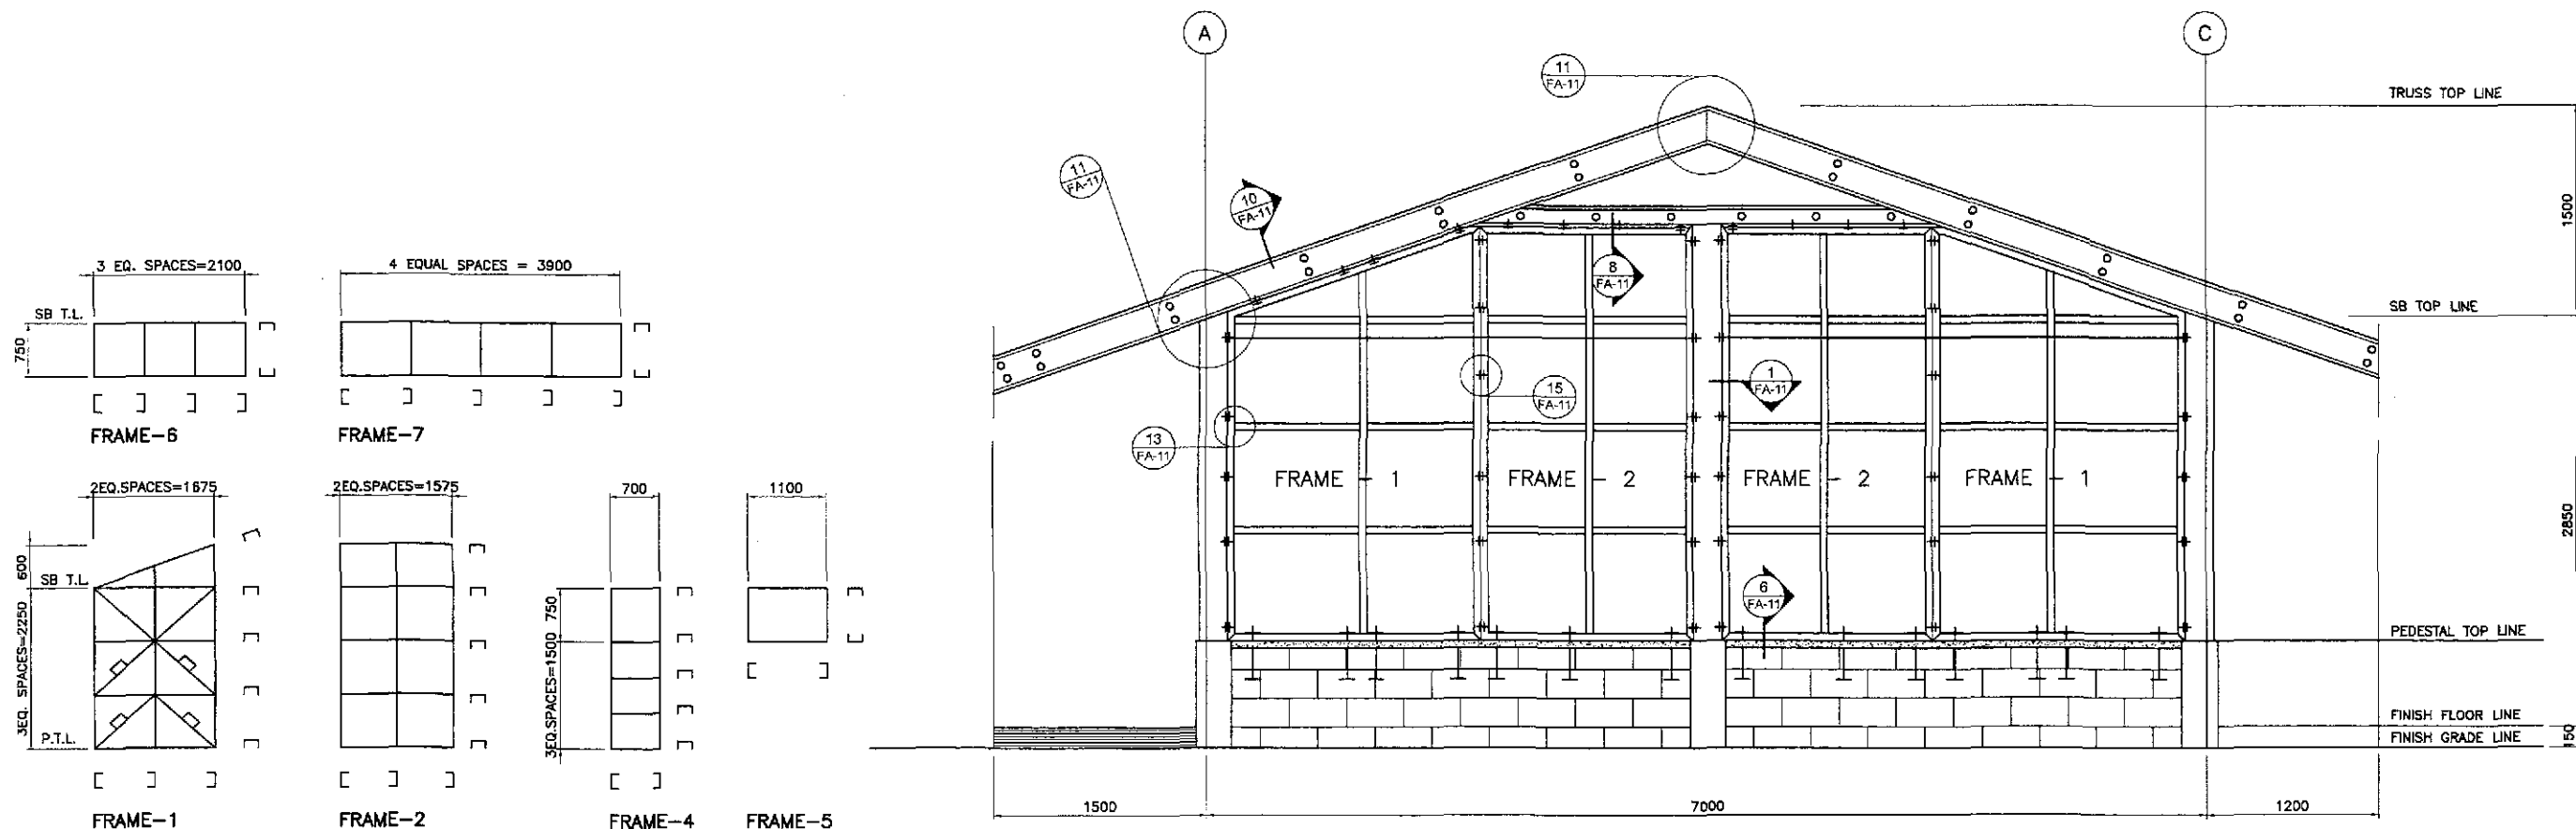 3 EQ. SPACES=2100
SB T.L.
750
FRAME-6
4 EQUAL SPACES = 3900
FRAME-7
2EQ.SPACES=1675
600
SB T.L.
3EQ. SPACES=2250
P.T.L.
FRAME-1
2EQ.SPACES=1575
FRAME-2
700
750
3EQ.SPACES=1500
FRAME-4
1100
FRAME-5
A
C
11
FA-11
11
FA-11
10
FA-11
8
FA-11
15
FA-11
1
FA-11
13
FA-11
6
FA-11
FRAME - 1
FRAME - 2
FRAME - 2
FRAME - 1
TRUSS TOP LINE
1500
SB TOP LINE
2850
PEDESTAL TOP LINE
FINISH FLOOR LINE
FINISH GRADE LINE
150
1500
7000
1200